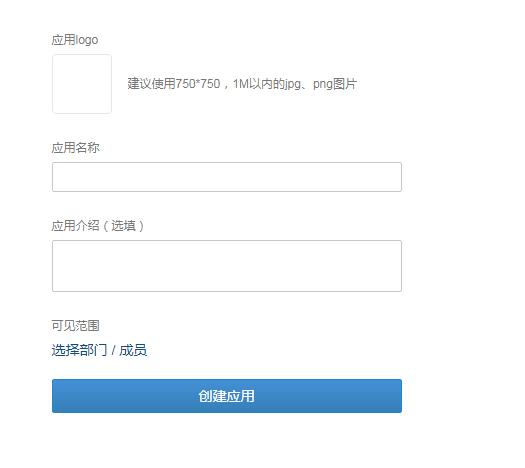 应用logo
建议使用750*750，1M以内的jpg、png图片
应用名称
应用介绍（选填）
可见范围
选择部门 / 成员
创建应用